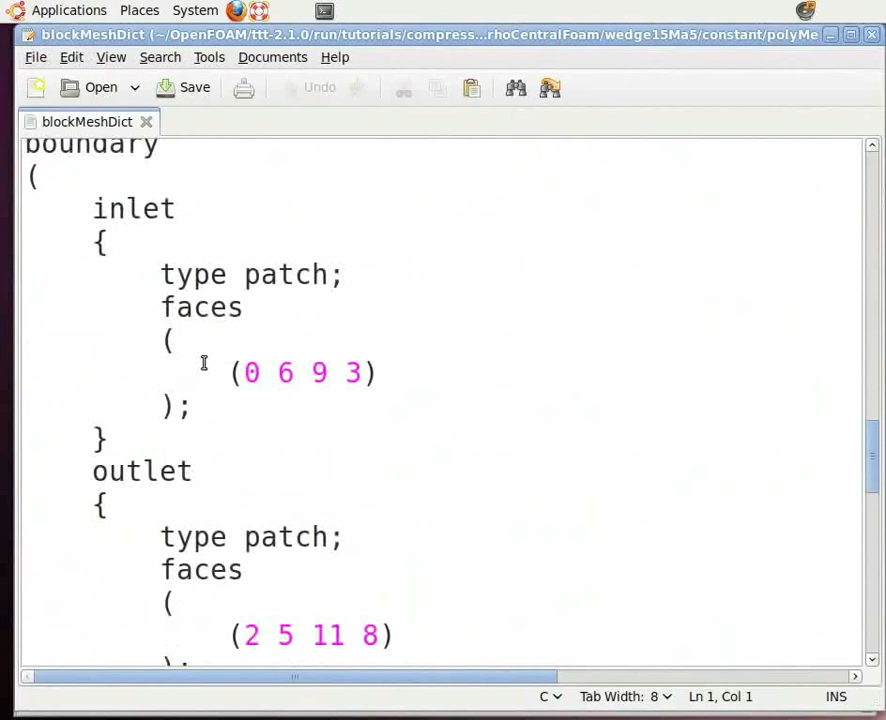 Applications Places System
blockMeshDict (~/OpenFOAM/ttt-2.1.0/run/tutorials/compress...rhoCentralFoam/wedge15Ma5/constant/polyMe
File Edit View Search Tools Documents Help
Open Save Undo
blockMeshDict
boundary
(
inlet
{
type patch;
faces
(
(0 6 9 3)
);
}
outlet
{
type patch;
faces
(
(2 5 11 8)
);
C Tab Width: 8 Ln 1, Col 1 INS